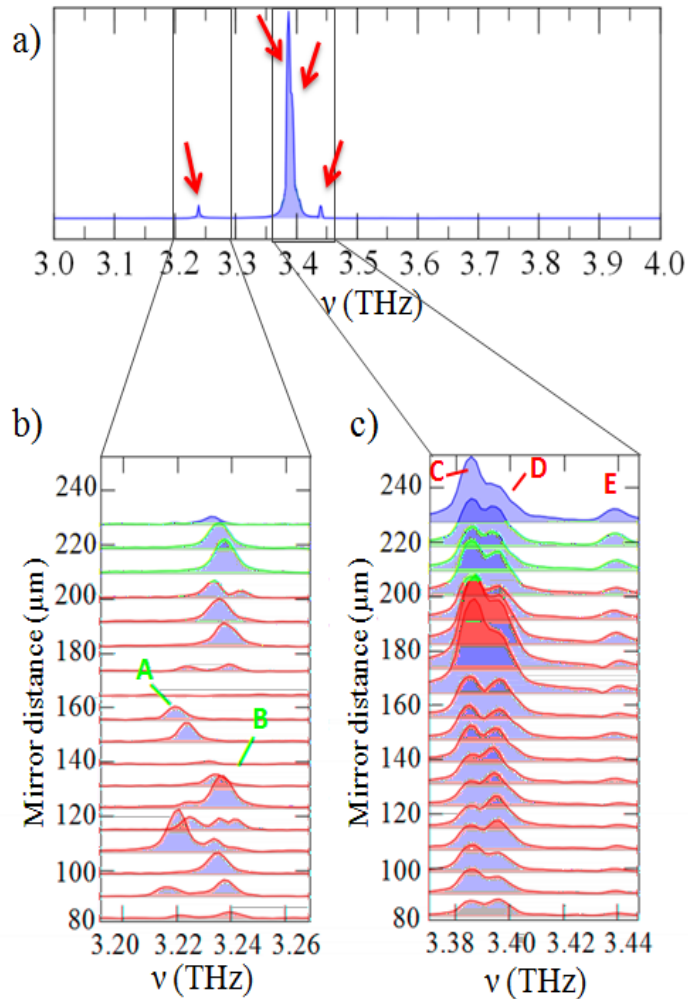 a)
3.0 3.1 3.2 3.3 3.4 3.5 3.6 3.7 3.8 3.9 4.0
ν (THz)
b)
c)
Mirror distance (μm)
240
220
200
180
160
140
120
100
80
A
B
3.20 3.22 3.24 3.26
ν (THz)
Mirror distance (μm)
240
220
200
180
160
140
120
100
80
C
D
E
3.38 3.40 3.42 3.44
ν (THz)